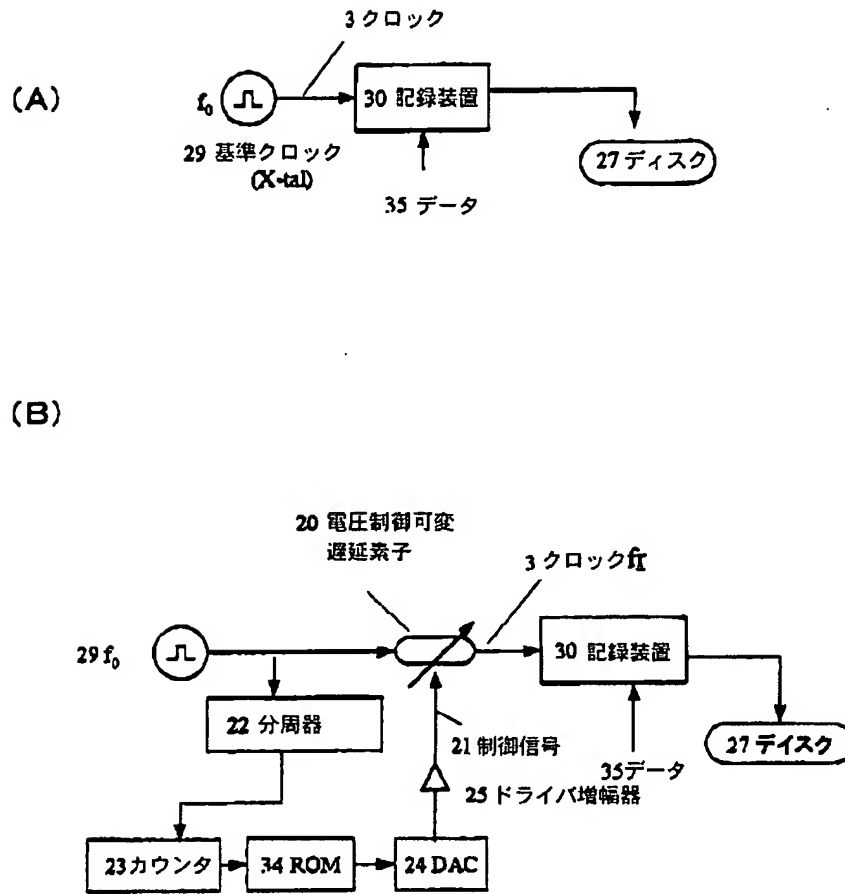 (A)
3 クロック
f₀
30 記録装置
29 基準クロック
(X-tal)
27 ディスク
35 データ
(B)
20 電圧制御可変
遅延素子
3 クロックfT
29 f₀
30 記録装置
22 分周器
21 制御信号
27 デイスク
35データ
25 ドライバ増幅器
23カウンタ
34 ROM
24 DAC